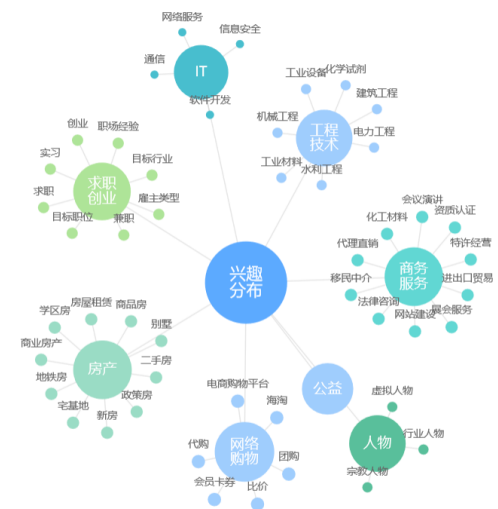 网络服务
信息安全
通信
IT
软件开发
工业设备
化学试剂
建筑工程
机械工程
工程
技术
电力工程
工业材料
水利工程
创业
职场经验
实习
目标行业
求职
创业
求职
雇主类型
目标职位
兼职
会议演讲
资质认证
化工材料
代理直销
特许经营
商务
服务
移民中介
进出口贸易
法律咨询
网站建设
展会服务
兴趣
分布
房屋租赁
商品房
学区房
别墅
商业房产
房产
二手房
地铁房
政策房
宅基地
新房
公益
电商购物平台
海淘
代购
网络
购物
团购
会员卡券
比价
虚拟人物
人物
行业人物
宗教人物